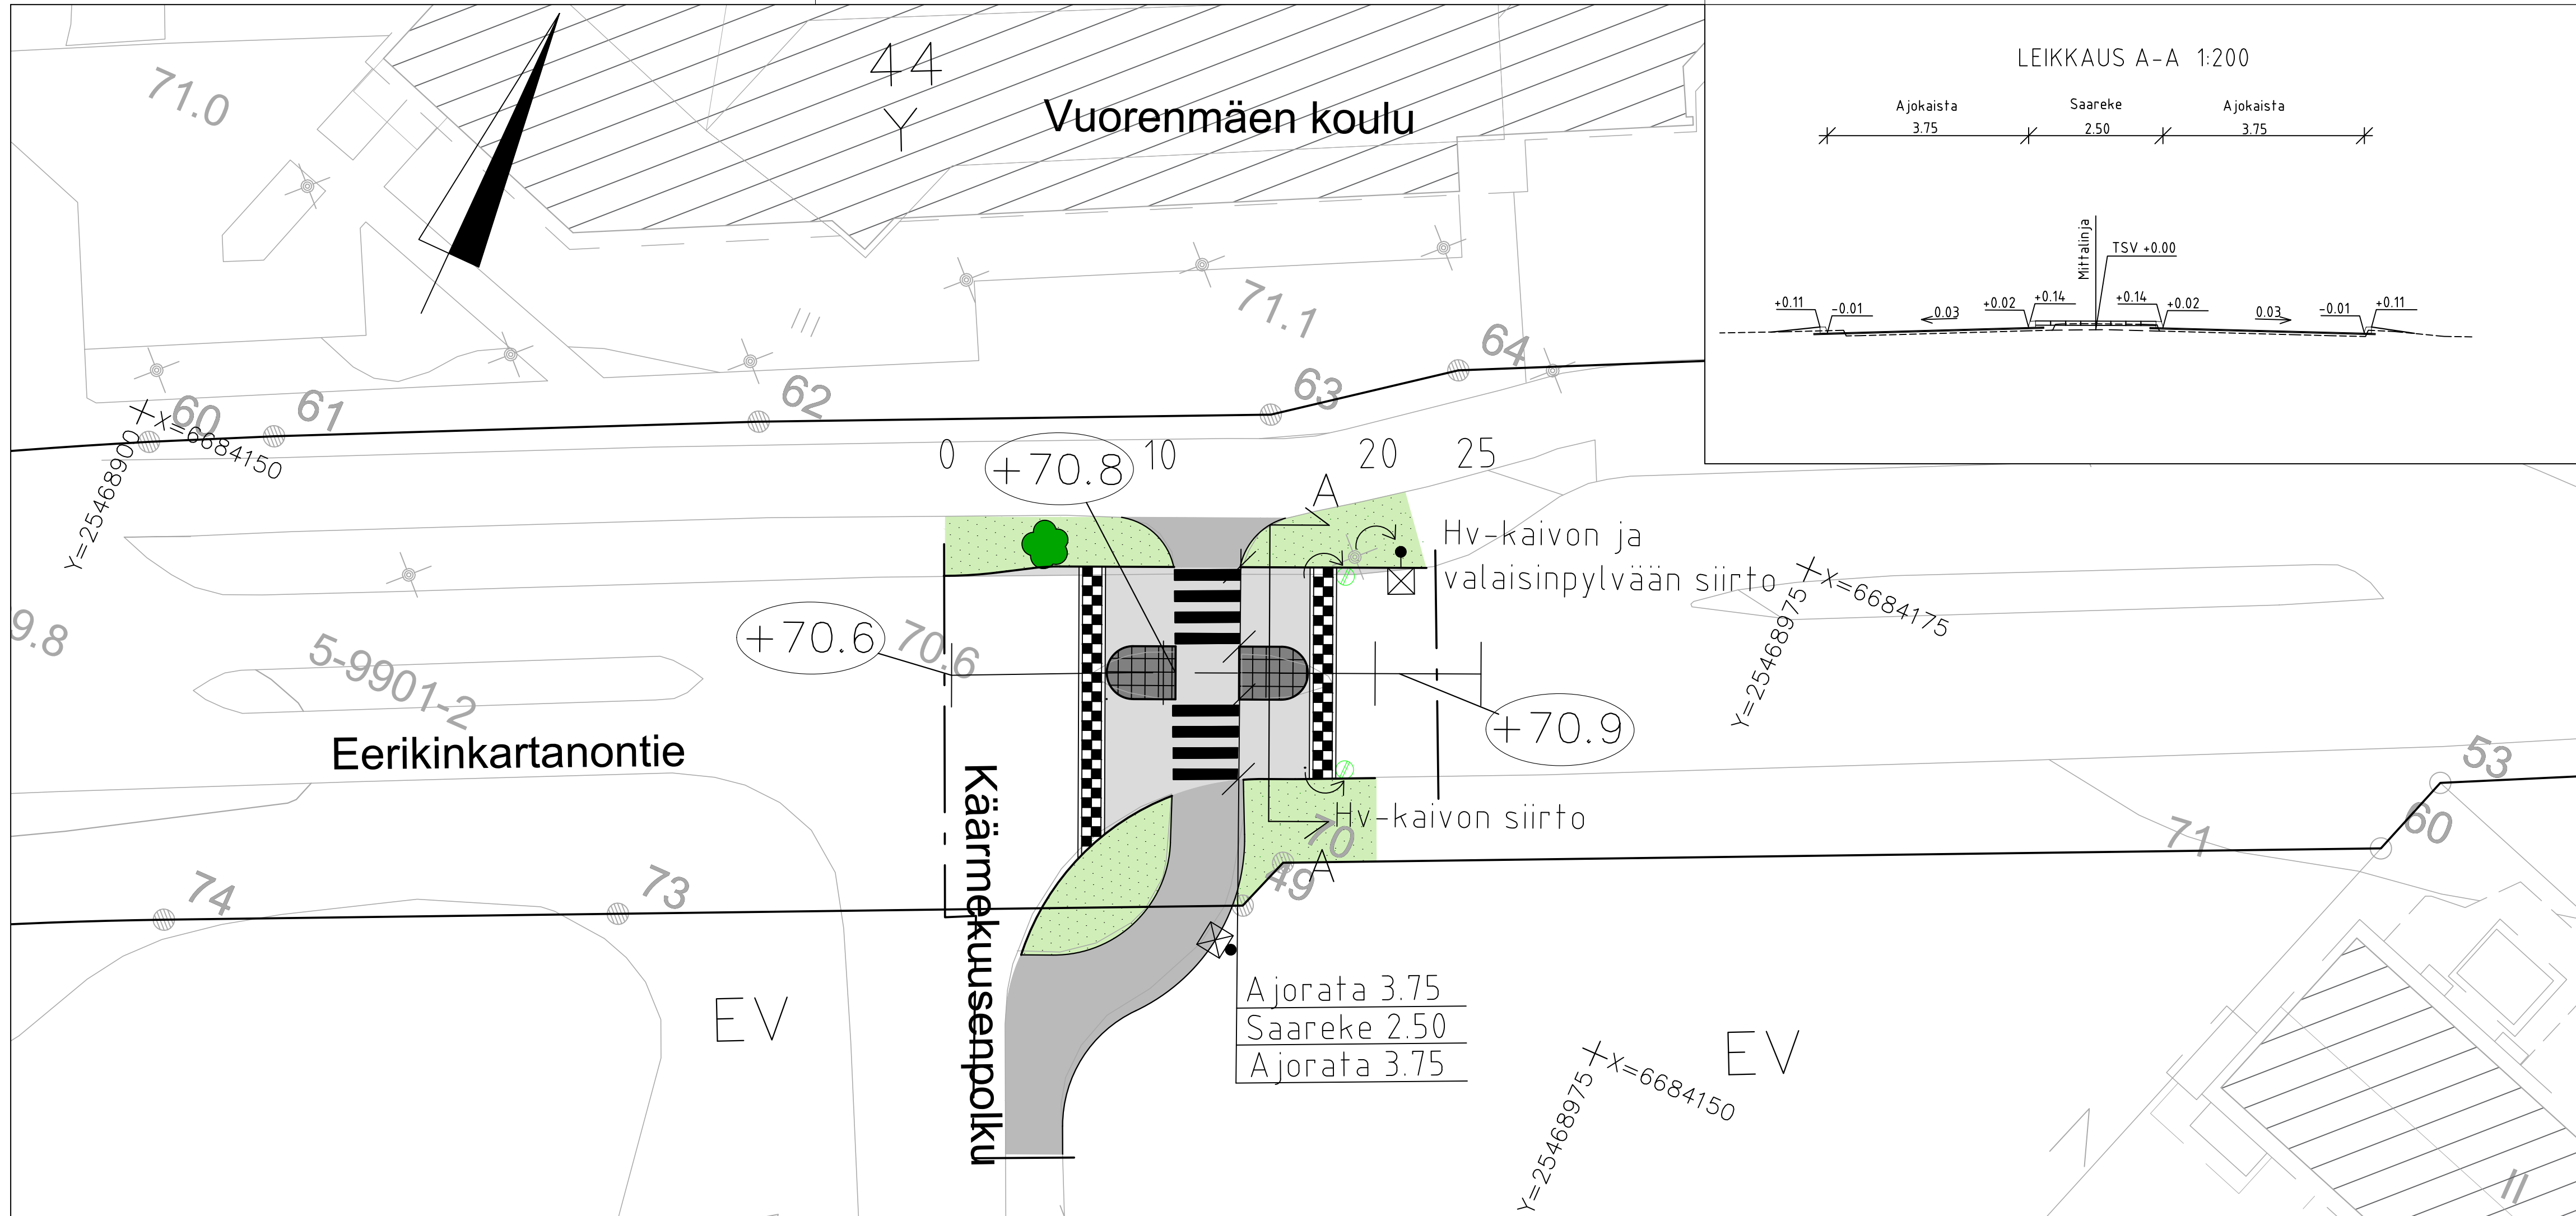 71.0
44
Y
Vuorenmäen koulu
71.1
64
63
62
61
60
x=6684150
Y=25468900
LEIKKAUS A-A 1:200
Ajokaista
Saareke
Ajokaista
3.75
2.50
3.75
Mittalinja
TSV +0.00
+0.11
-0.01
0.03
+0.02
+0.14
+0.14
+0.02
0.03
-0.01
+0.11
0
10
20
25
+70.8
A
Hv-kaivon ja
valaisinpylvään siirto
x=6684175
Y=25468975
9.8
5-9901-2
+70.6
70.6
+70.9
Eerikinkartanontie
Käärmekuusenpolku
Hv-kaivon siirto
70
A
49
71
53
60
74
73
EV
Ajorata 3.75
Saareke 2.50
Ajorata 3.75
EV
x=6684150
Y=25468975
II